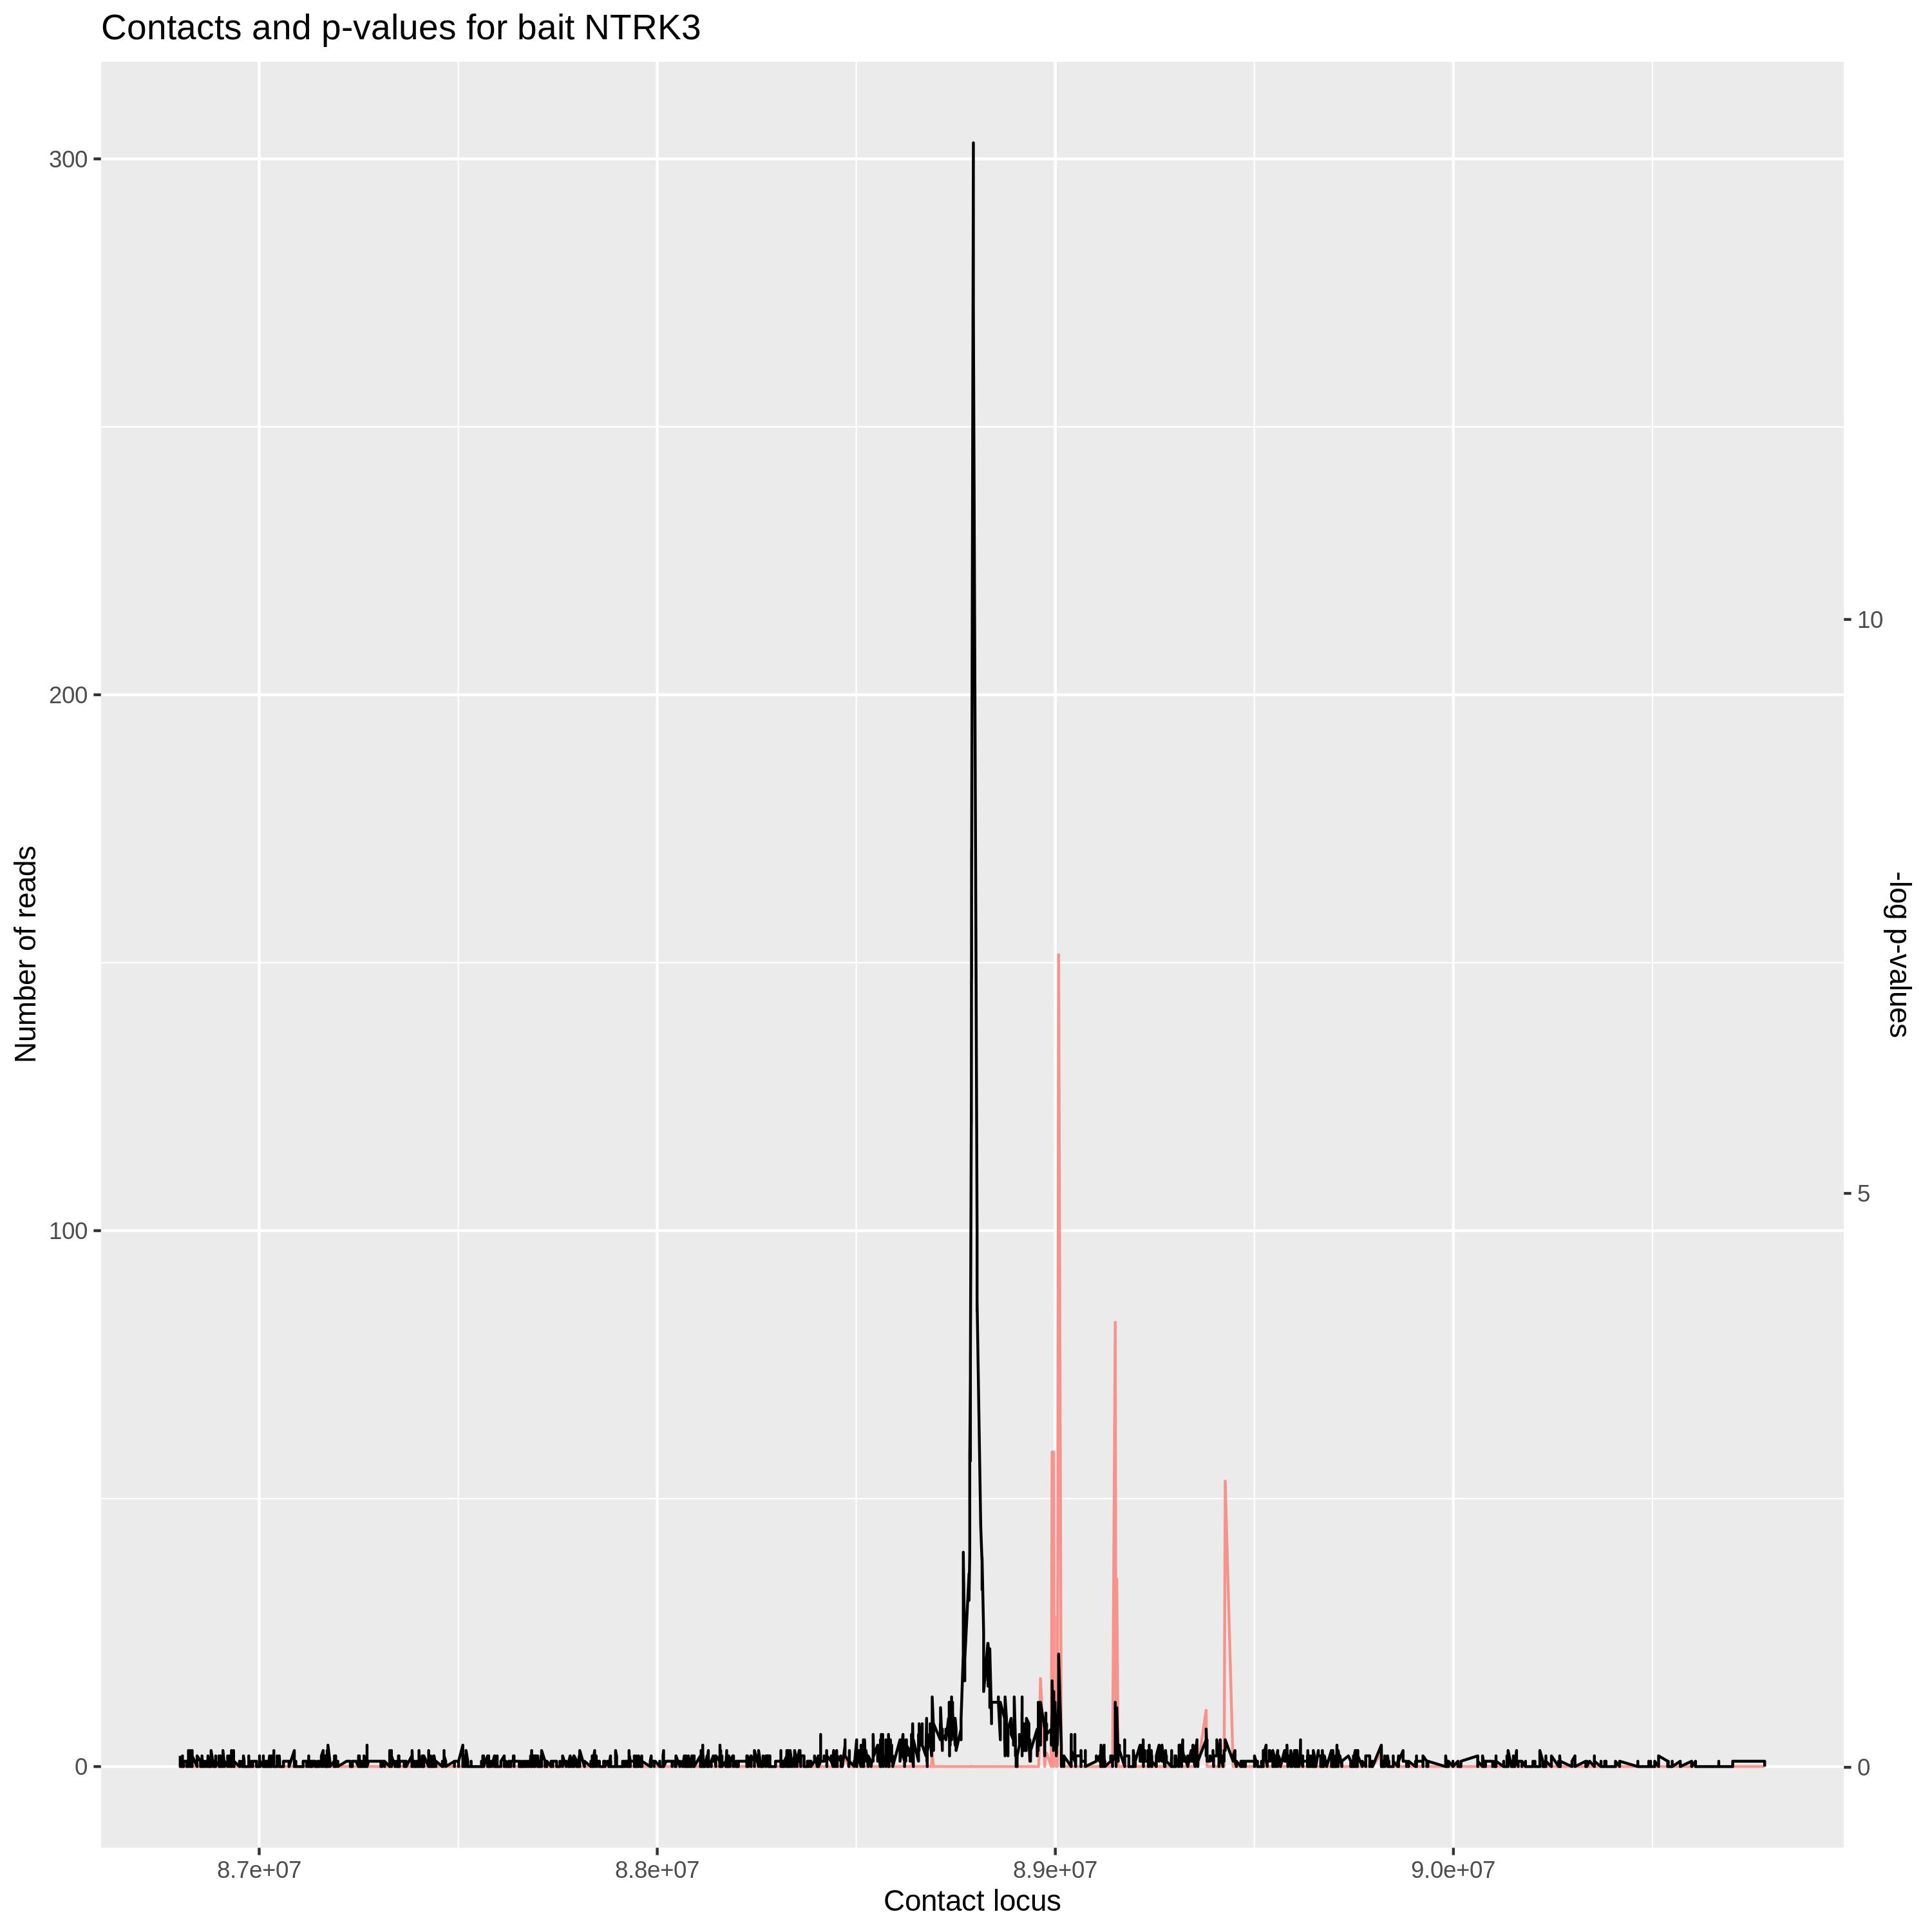 Contacts and p-values for bait NTRK3
300
200
100
0
Number of reads
10
5
0
-log p-values
8.7e+07
8.8e+07
8.9e+07
9.0e+07
Contact locus